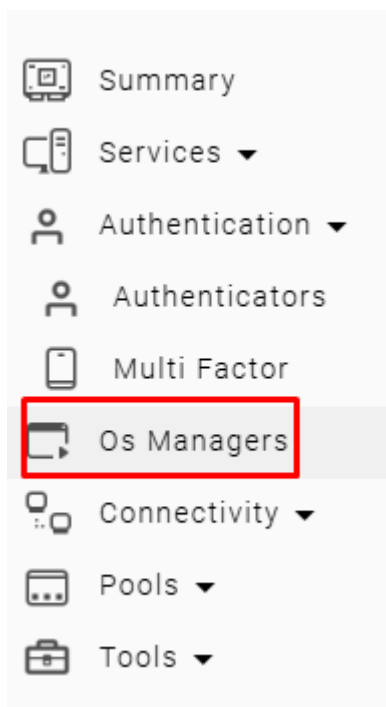 Summary
Services
Authentication
Authenticators
Multi Factor
Os Managers
Connectivity
Pools
Tools